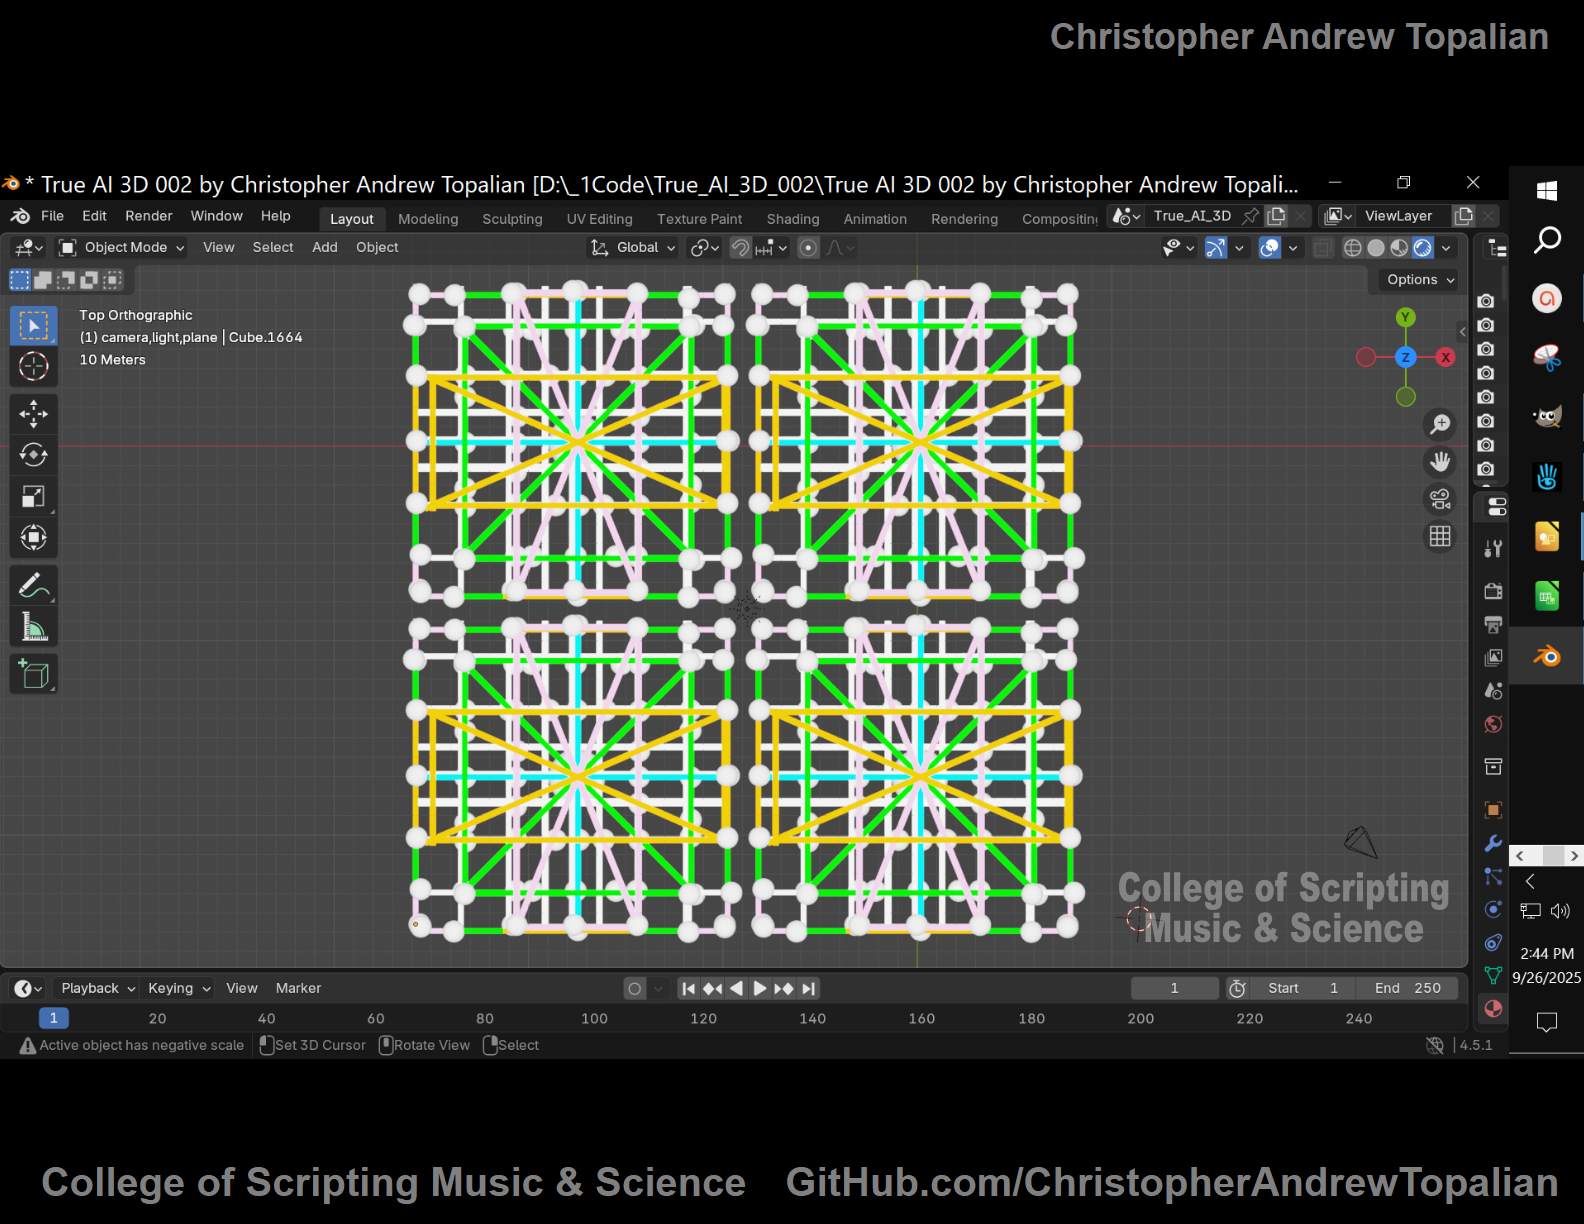 Christopher Andrew Topalian
* True AI 3D 002 by Christopher Andrew Topalian [D:\_1Code\True_AI_3D_002\True AI 3D 002 by Christopher Andrew Topali...
File Edit Render Window Help Layout Modeling Sculpting UV Editing Texture Paint Shading Animation Rendering Compositing True_AI_3D ViewLayer
Object Mode View Select Add Object Global
Options
Top Orthographic
(1) camera,light,plane | Cube.1664
10 Meters
Y
Z
X
College of Scripting
Music & Science
Playback Keying View Marker 1 Start 1 End 250
1 20 40 60 80 100 120 140 160 180 200 220 240
Active object has negative scale Set 3D Cursor Rotate View Select 4.5.1
2:44 PM
9/26/2025
College of Scripting Music & Science GitHub.com/ChristopherAndrewTopalian